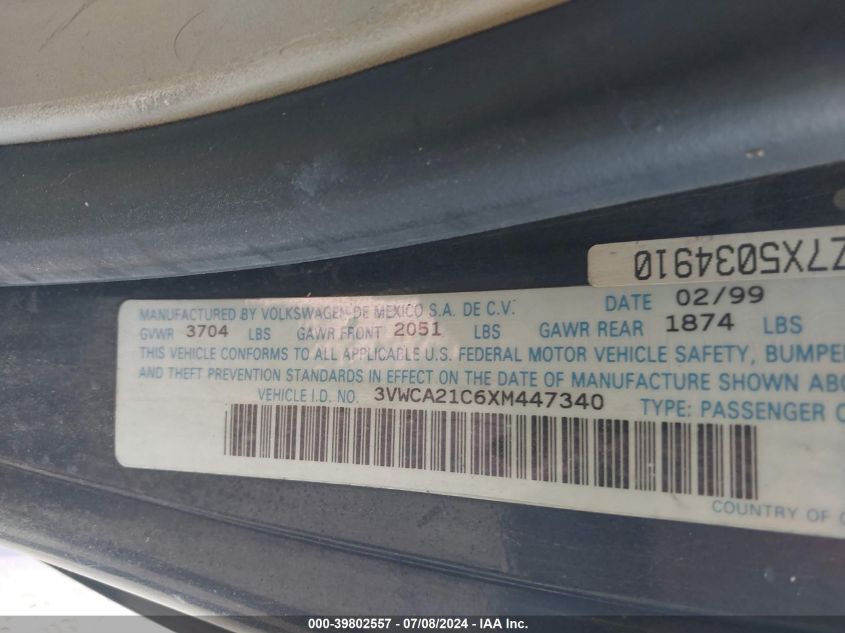 Z7X5034910
MANUFACTURED BY VOLKSWAGEN DE MEXICO S.A. DE C.V. DATE 02/99
GVWR 3704 LBS GAWR FRONT 2051 LBS GAWR REAR 1874 LBS
THIS VEHICLE CONFORMS TO ALL APPLICABLE U.S. FEDERAL MOTOR VEHICLE SAFETY, BUMPE
AND THEFT PREVENTION STANDARDS IN EFFECT ON THE DATE OF MANUFACTURE SHOWN ABO
VEHICLE I.D. NO. 3VWCA21C6XM447340 TYPE: PASSENGER C
COUNTRY OF
000-39802557 - 07/08/2024 - IAA Inc.